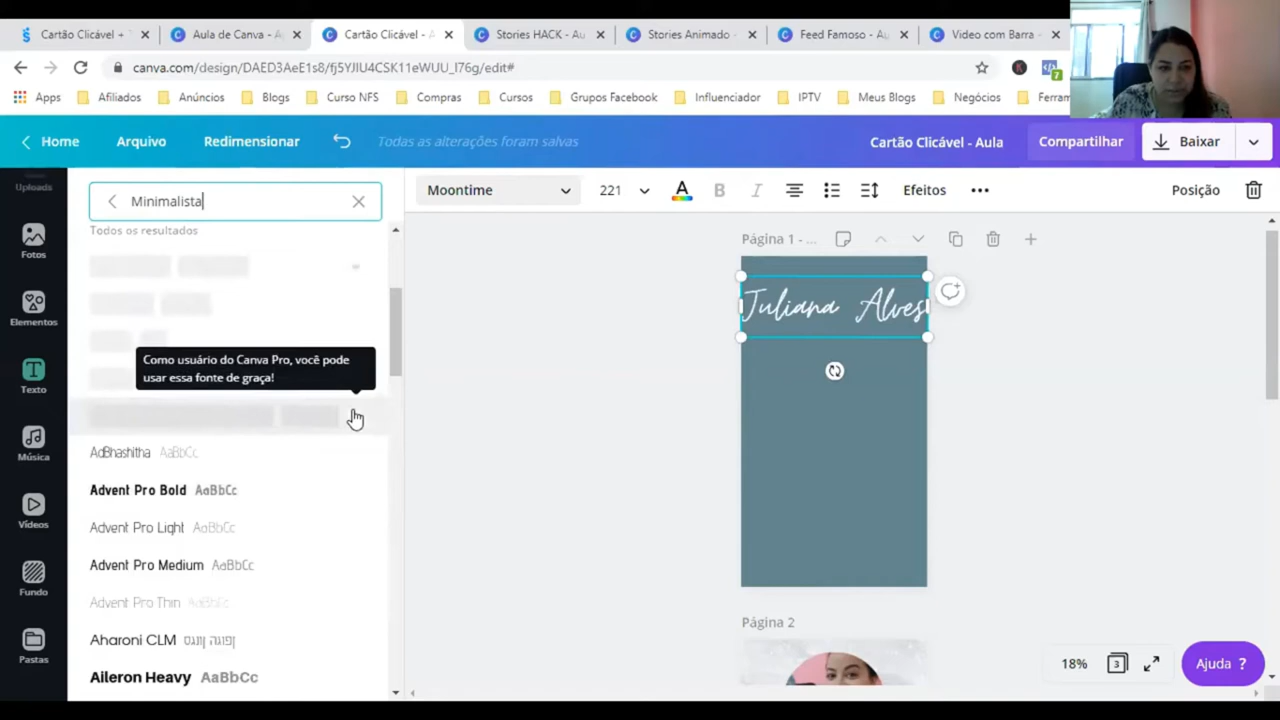 Cartão Clicável +
Aula de Canva - A
Cartão Clicável - A
Stories HACK - Au
Stories Animado -
Feed Famoso - Au
Video com Barra -
canva.com/design/DAED3AeE1s8/fj5YJlU4CSK11eWUU_I76g/edit#
Apps
Afiliados
Anúncios
Blogs
Curso NFS
Compras
Cursos
Grupos Facebook
Influenciador
IPTV
Meus Blogs
Negócios
Ferram
Home
Arquivo
Redimensionar
Todas as alterações foram salvas
Cartão Clicável - Aula
Compartilhar
Baixar
Uploads
Fotos
Elementos
Texto
Música
Vídeos
Fundo
Pastas
Minimalista
Todos os resultados
Como usuário do Canva Pro, você pode
usar essa fonte de graça!
AdBhashitha AaBbCc
Advent Pro Bold AaBbCc
Advent Pro Light AaBbCc
Advent Pro Medium AaBbCc
Advent Pro Thin AaBbCc
Aharoni CLM
Aileron Heavy AaBbCc
Moontime
221
A
B
I
Efeitos
Posição
Página 1 - ...
Juliana Alves
Página 2
18%
3
Ajuda ?
7
K